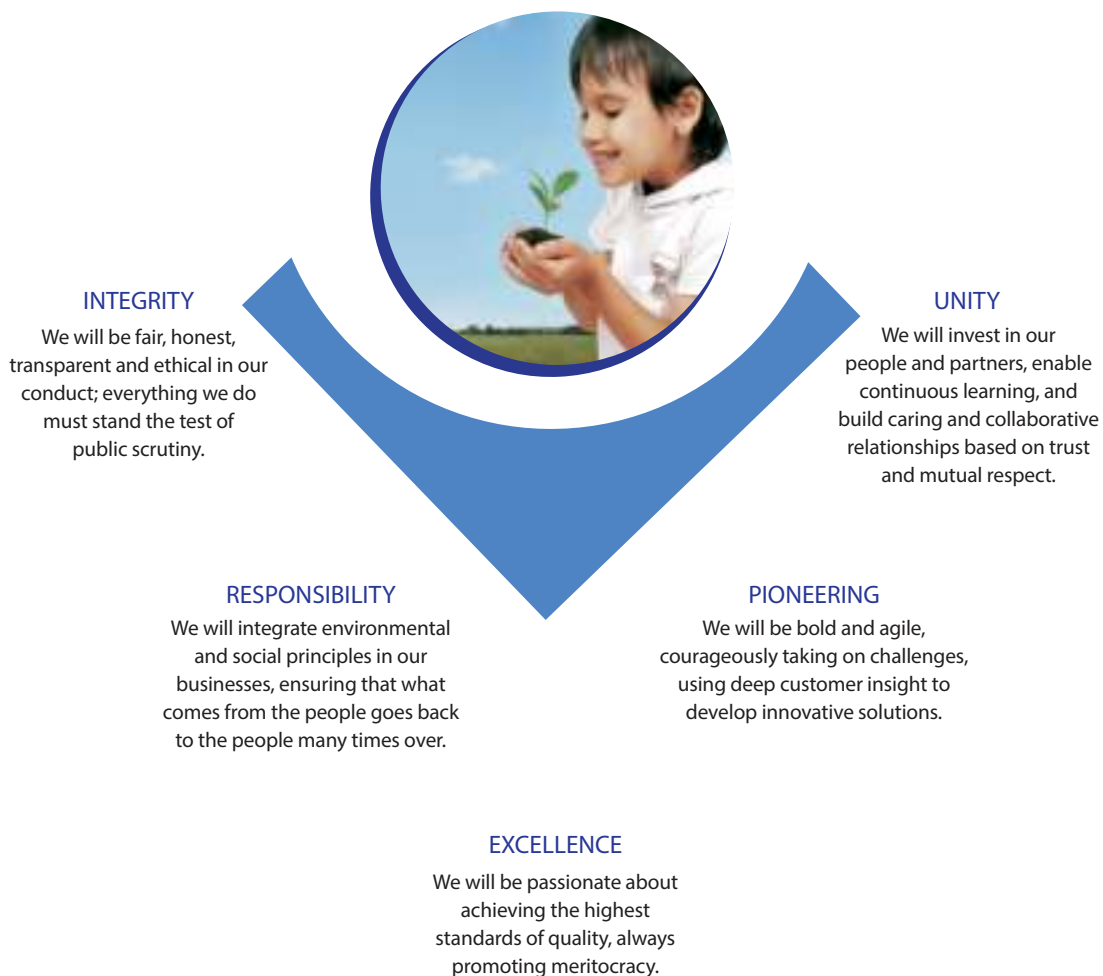 INTEGRITY
We will be fair, honest,
transparent and ethical in our
conduct; everything we do
must stand the test of
public scrutiny.
UNITY
We will invest in our
people and partners, enable
continuous learning, and
build caring and collaborative
relationships based on trust
and mutual respect.
RESPONSIBILITY
We will integrate environmental
and social principles in our
businesses, ensuring that what
comes from the people goes back
to the people many times over.
PIONEERING
We will be bold and agile,
courageously taking on challenges,
using deep customer insight to
develop innovative solutions.
EXCELLENCE
We will be passionate about
achieving the highest
standards of quality, always
promoting meritocracy.